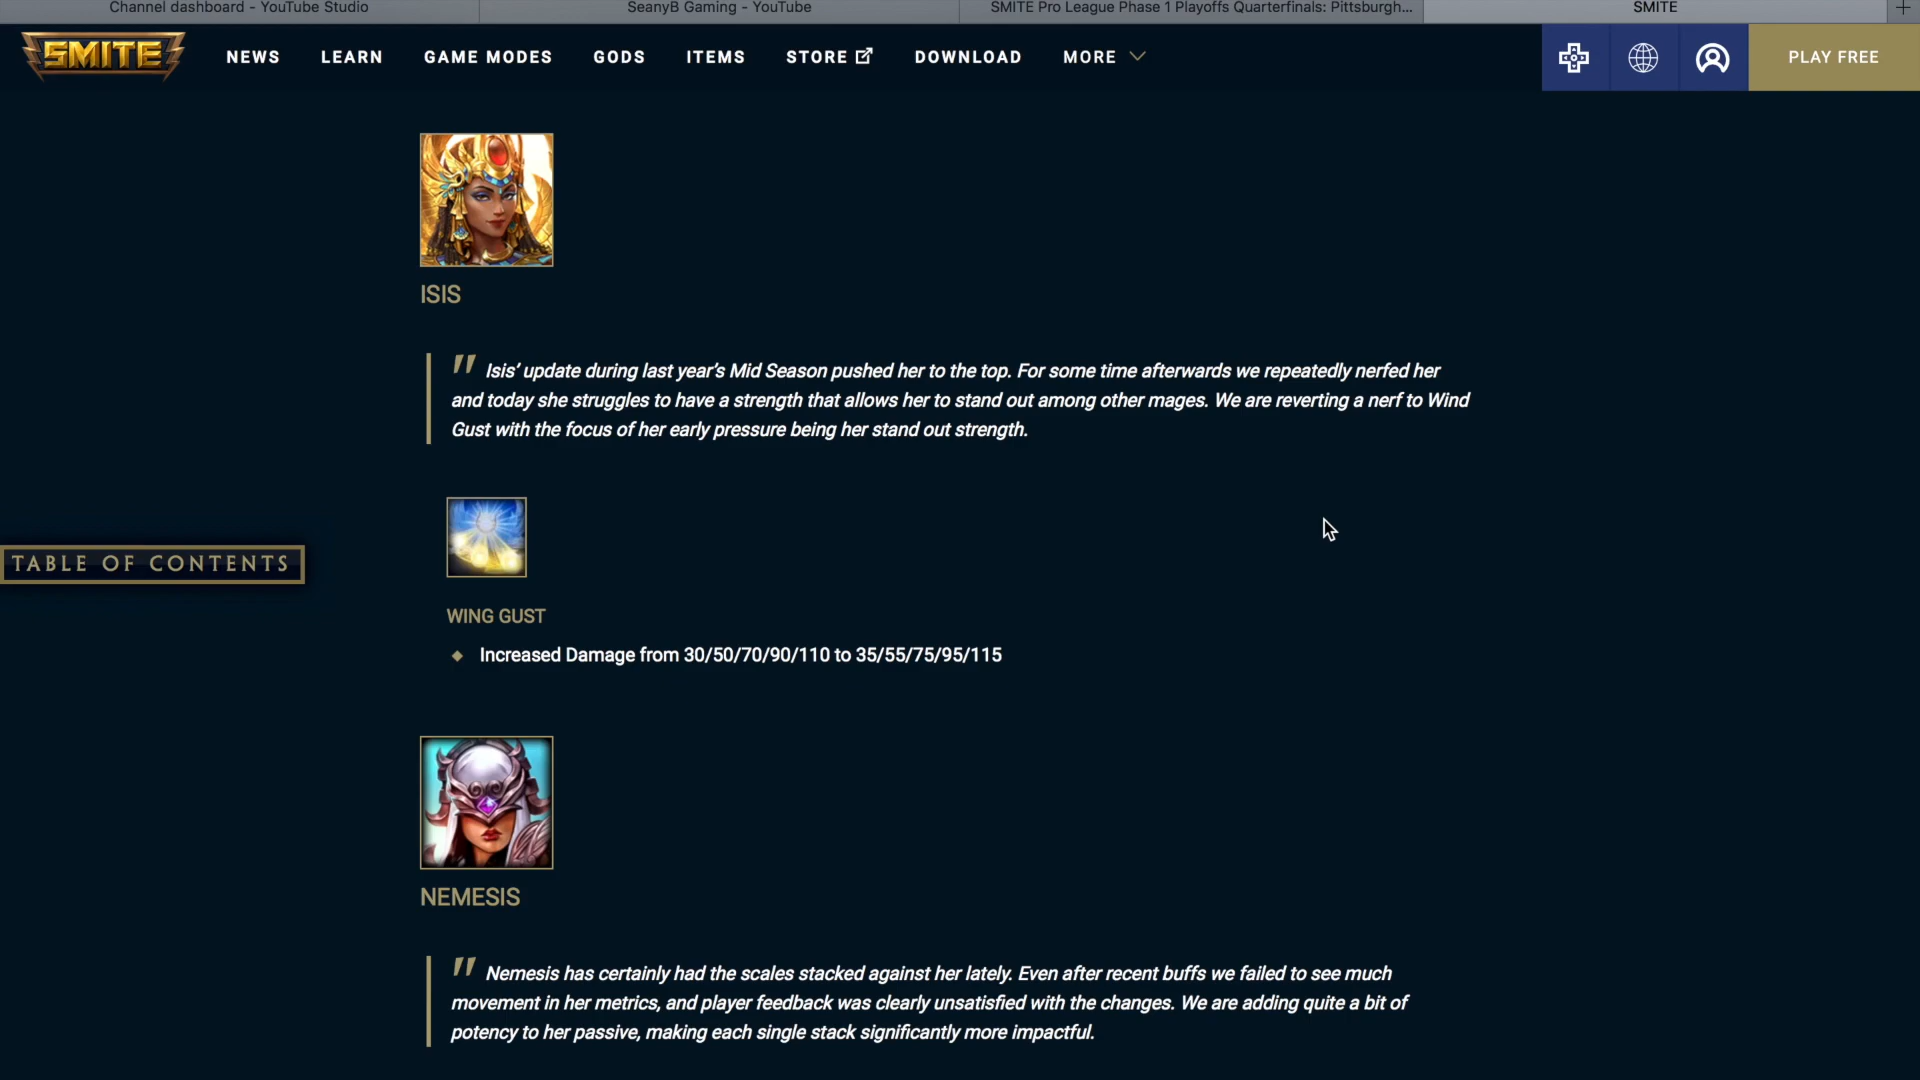 Channel dashboard - YouTube Studio
SeanyB Gaming - YouTube
SMITE Pro League Phase 1 Playoffs Quarterfinals: Pittsburgh...
SMITE
SMITE
NEWS
LEARN
GAME MODES
GODS
ITEMS
STORE
DOWNLOAD
MORE
PLAY FREE
ISIS
" Isis' update during last year's Mid Season pushed her to the top. For some time afterwards we repeatedly nerfed her
and today she struggles to have a strength that allows her to stand out among other mages. We are reverting a nerf to Wind
Gust with the focus of her early pressure being her stand out strength.
TABLE OF CONTENTS
WING GUST
Increased Damage from 30/50/70/90/110 to 35/55/75/95/115
NEMESIS
" Nemesis has certainly had the scales stacked against her lately. Even after recent buffs we failed to see much
movement in her metrics, and player feedback was clearly unsatisfied with the changes. We are adding quite a bit of
potency to her passive, making each single stack significantly more impactful.